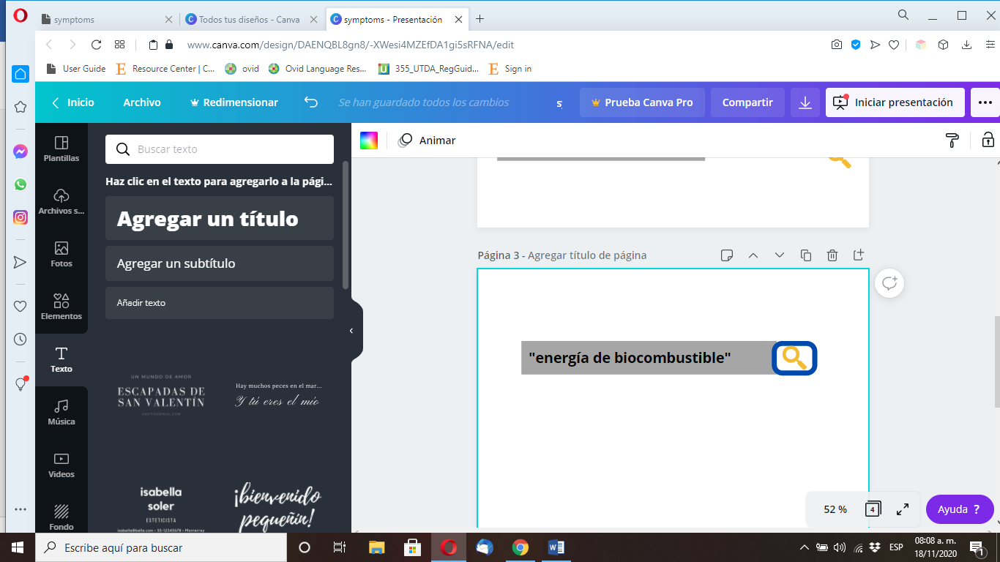 symptoms
Todos tus diseños - Canva
symptoms - Presentación
www.canva.com/design/DAENQBL8gn8/-XWesi4MZEfDA1gi5sRFNA/edit
User Guide
Resource Center | C...
ovid
Ovid Language Res...
355_UTDA_RegGuid...
Sign in
Inicio
Archivo
Redimensionar
Se han guardado todos los cambios
s
Prueba Canva Pro
Compartir
Iniciar presentación
Plantillas
Archivos s...
Fotos
Elementos
Texto
Música
Videos
Fondo
Buscar texto
Haz clic en el texto para agregarlo a la pági...
Agregar un título
Agregar un subtítulo
Añadir texto
UN MUNDO DE AMOR
ESCAPADAS DE
SAN VALENTÍN
Hay muchos peces en el mar...
Y tú eres el mío
isabella
soler
ESTETICISTA
¡bienvenido
pequeñín!
Animar
Página 3 - Agregar título de página
"energía de biocombustible"
52 %
4
Ayuda ?
Escribe aquí para buscar
ESP
08:08 a. m.
18/11/2020
1